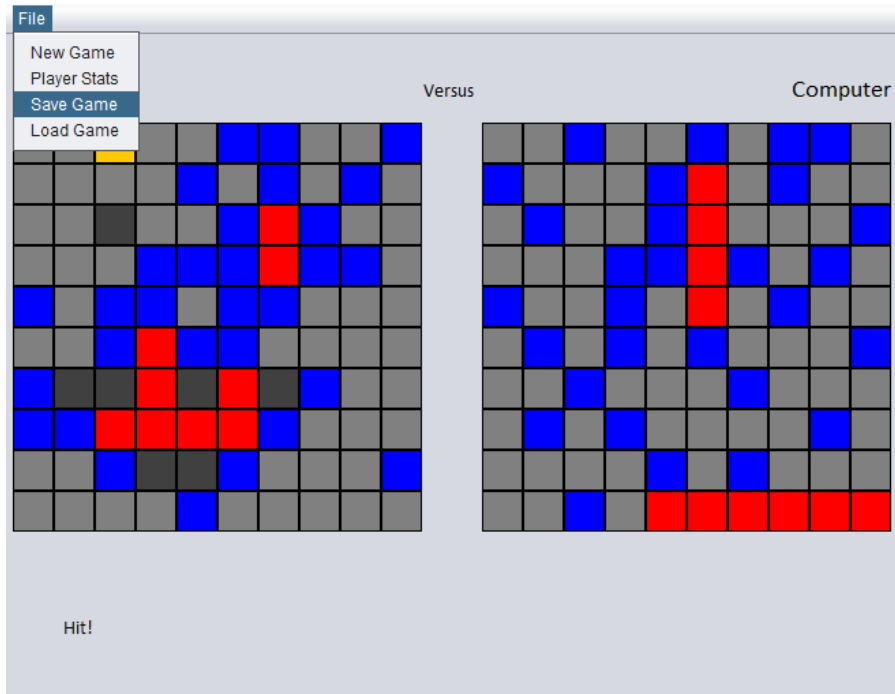 File
New Game
Player Stats
Save Game
Load Game
Versus
Computer
Hit!